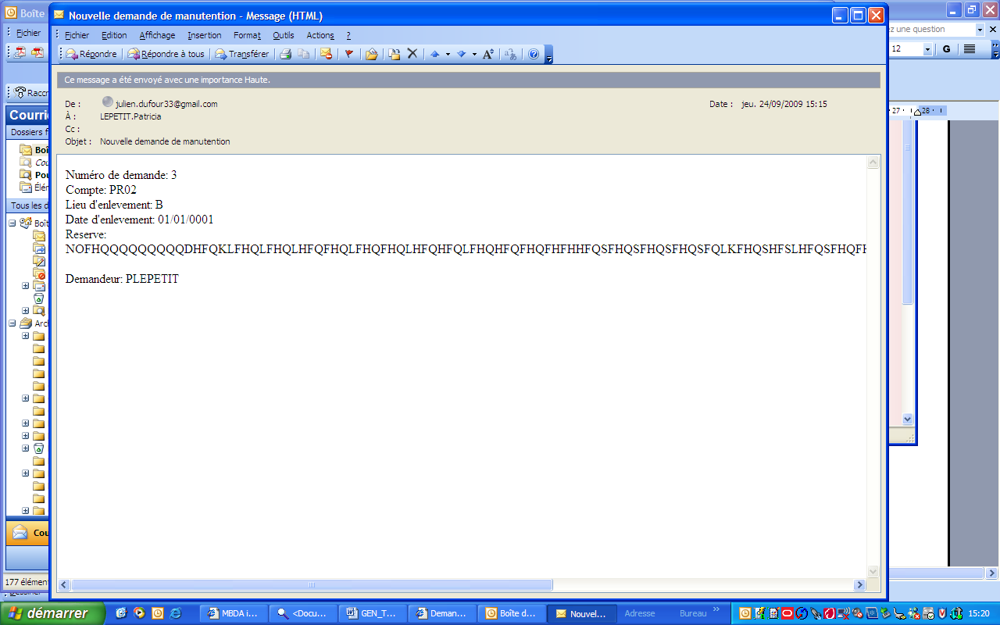 Boîte
Nouvelle demande de manutention - Message (HTML)
Fichier
Fichier Edition Affichage Insertion Format Outils Actions ?
ez une question
Répondre Répondre à tous Transférer
12 G
Ce message a été envoyé avec une importance Haute.
Raccr
De : julien.dufour33@gmail.com Date : jeu. 24/09/2009 15:15
À : LEPETIT.Patricia
Cc :
Objet : Nouvelle demande de manutention
27 28
Courri
Dossiers f
Boî
Cou
Pou
Élém
Tous les d
Boît
Arch
Numéro de demande: 3
Compte: PR02
Lieu d'enlevement: B
Date d'enlevement: 01/01/0001
Reserve:
Demandeur: PLEPETIT
Cou
177 élément
Dessiner
démarrer MBDA i... <Docu... GEN_T... Deman... Boîte d... Nouvel... Adresse Bureau » 15:20